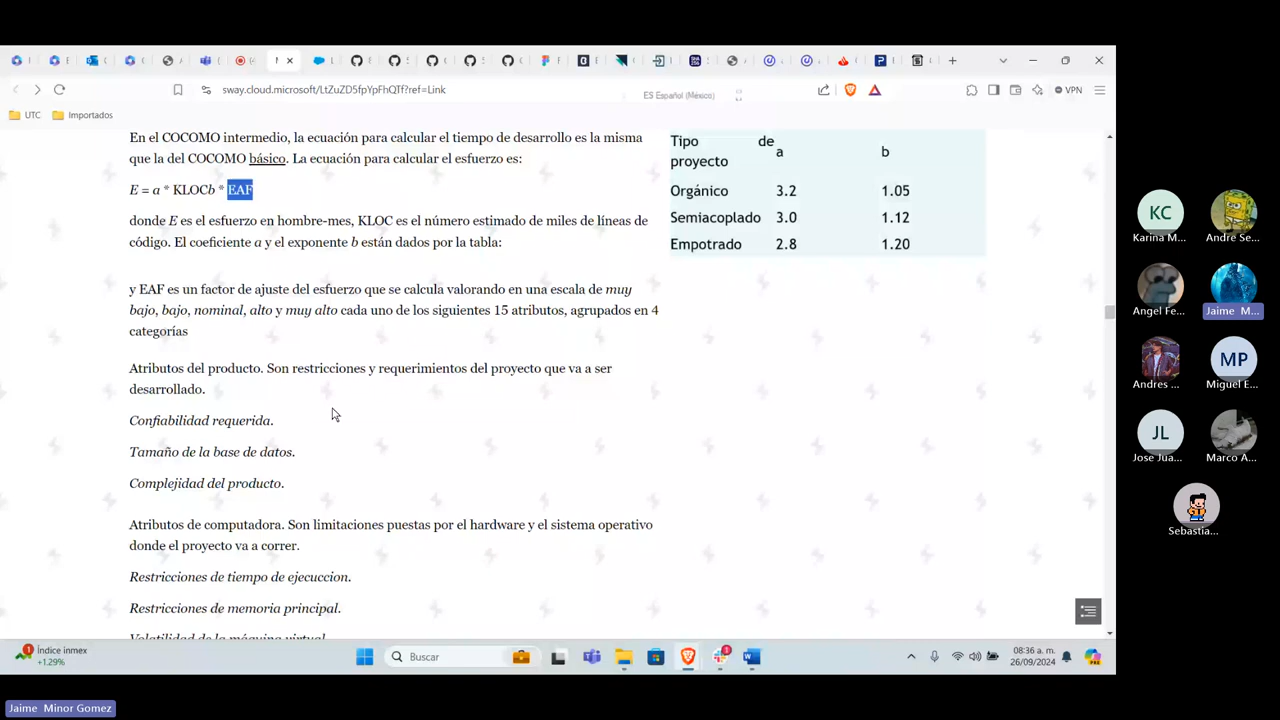 sway.cloud.microsoft/LtZuZD5fpYpFhQTf?ref=Link
ES Español (México)
VPN
UTC
Importados
En el COCOMO intermedio, la ecuación para calcular el tiempo de desarrollo es la misma
que la del COCOMO básico. La ecuación para calcular el esfuerzo es:
E = a * KLOCb * EAF
donde E es el esfuerzo en hombre-mes, KLOC es el número estimado de miles de líneas de
código. El coeficiente a y el exponente b están dados por la tabla:
y EAF es un factor de ajuste del esfuerzo que se calcula valorando en una escala de muy
bajo, bajo, nominal, alto y muy alto cada uno de los siguientes 15 atributos, agrupados en 4
categorías
Atributos del producto. Son restricciones y requerimientos del proyecto que va a ser
desarrollado.
Confiabilidad requerida.
Tamaño de la base de datos.
Complejidad del producto.
Atributos de computadora. Son limitaciones puestas por el hardware y el sistema operativo
donde el proyecto va a correr.
Restricciones de tiempo de ejecuccion.
Restricciones de memoria principal.
Volatilidad de la máquina virtual.
Tipo de
proyecto a b
Orgánico 3.2 1.05
Semiacoplado 3.0 1.12
Empotrado 2.8 1.20
KC
Karina M...
Andre Se...
Angel Fe...
Jaime M...
Andres ...
MP
Miguel E...
JL
Jose Jua...
Marco A...
Sebastia...
Índice inmex
+1.29%
Buscar
08:36 a. m.
26/09/2024
Jaime Minor Gomez